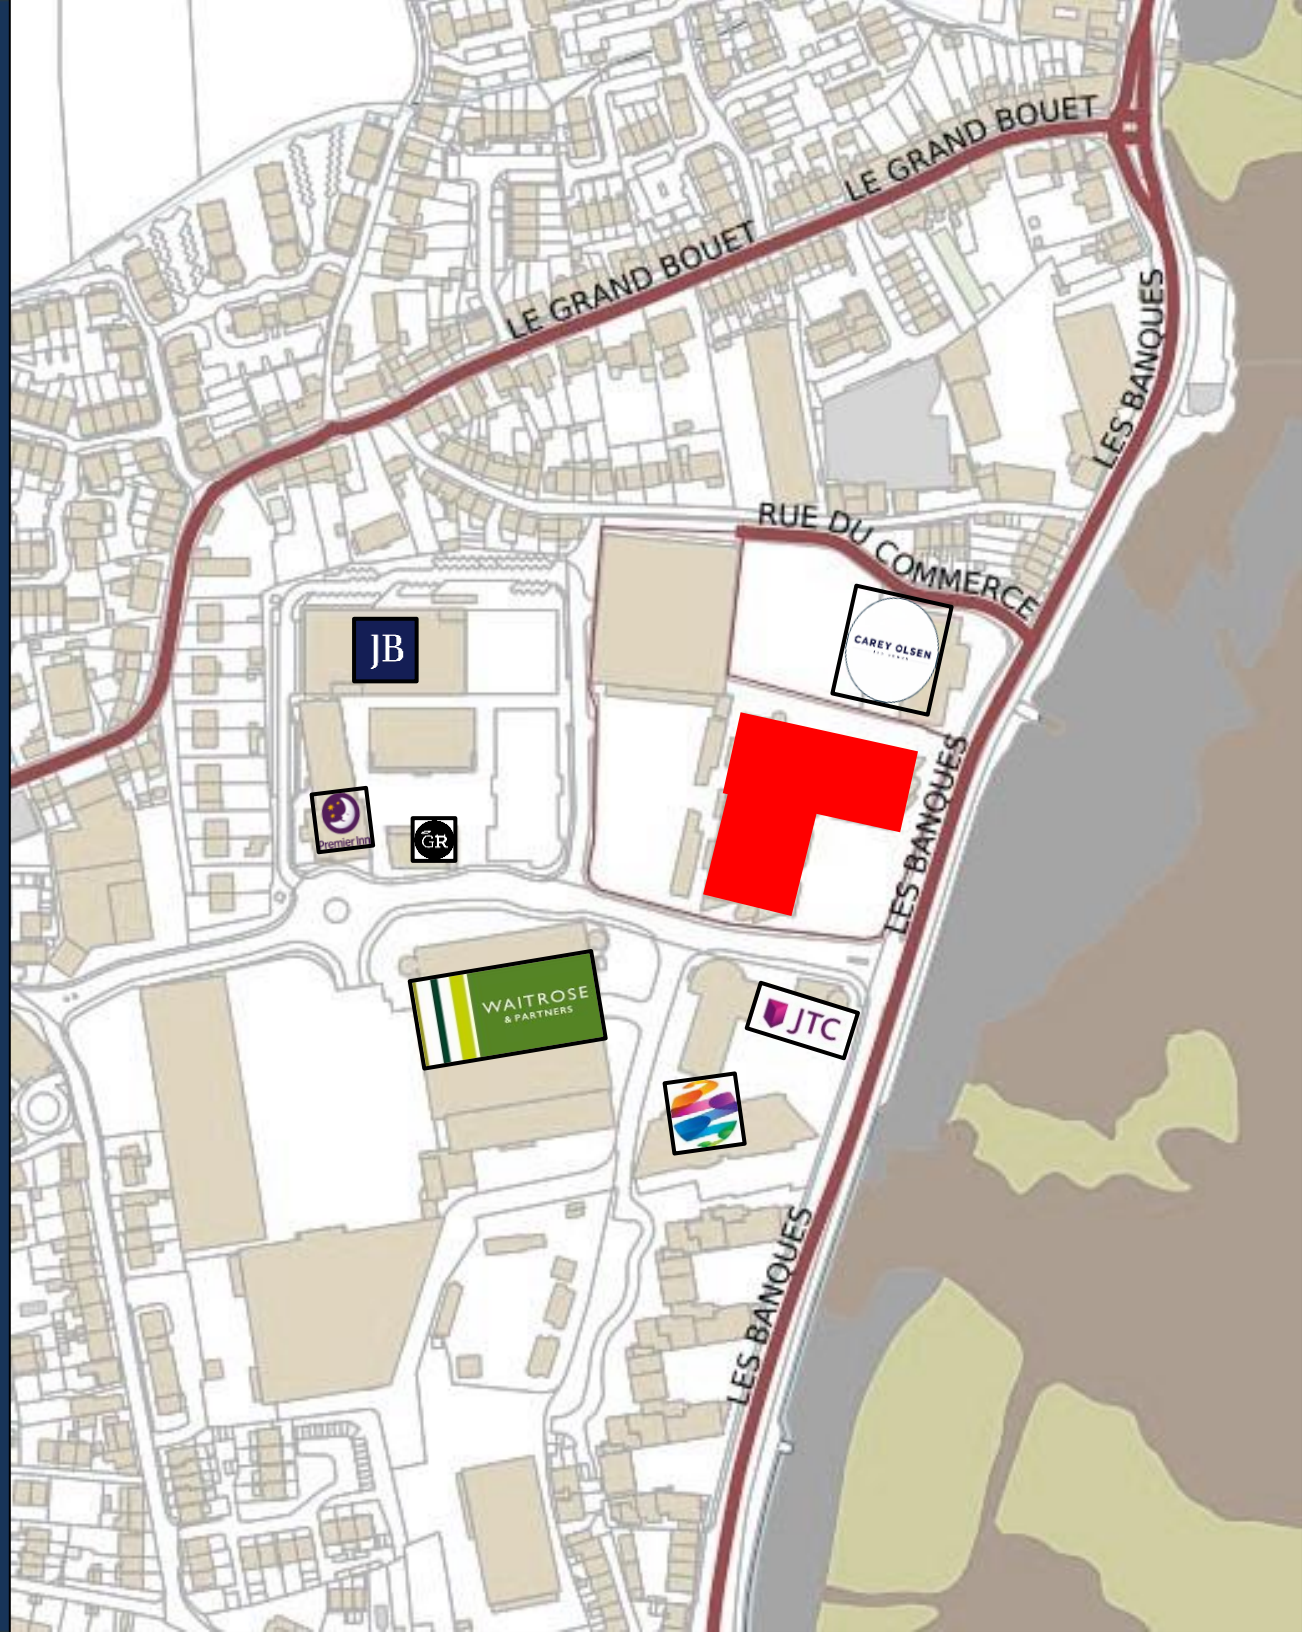 LE GRAND BOUET
LE GRAND BOUET
LES BANQUES
RUE DU COMMERCE
CAREY OLSEN
JB
LES BANQUES
Premier Inn
GR
WAITROSE
& PARTNERS
JTC
LES BANQUES